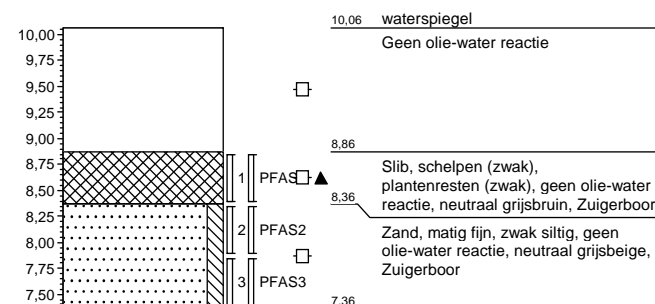 10,00
9,75
9,50
9,25
9,00
8,75
8,50
8,25
8,00
7,75
7,50
1 PFAS
2 PFAS2
3 PFAS3
10,06 waterspiegel
Geen olie-water reactie
8,86
Slib, schelpen (zwak),
plantenresten (zwak), geen olie-water
8,36 reactie, neutraal grijsbruin, Zuigerboor
Zand, matig fijn, zwak siltig, geen
olie-water reactie, neutraal grijsbeige,
Zuigerboor
7,36